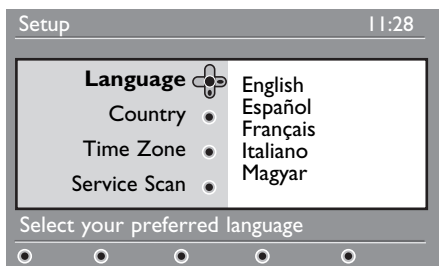 Setup 11:28
Language
Country
Time Zone
Service Scan
English
Español
Français
Italiano
Magyar
Select your preferred language